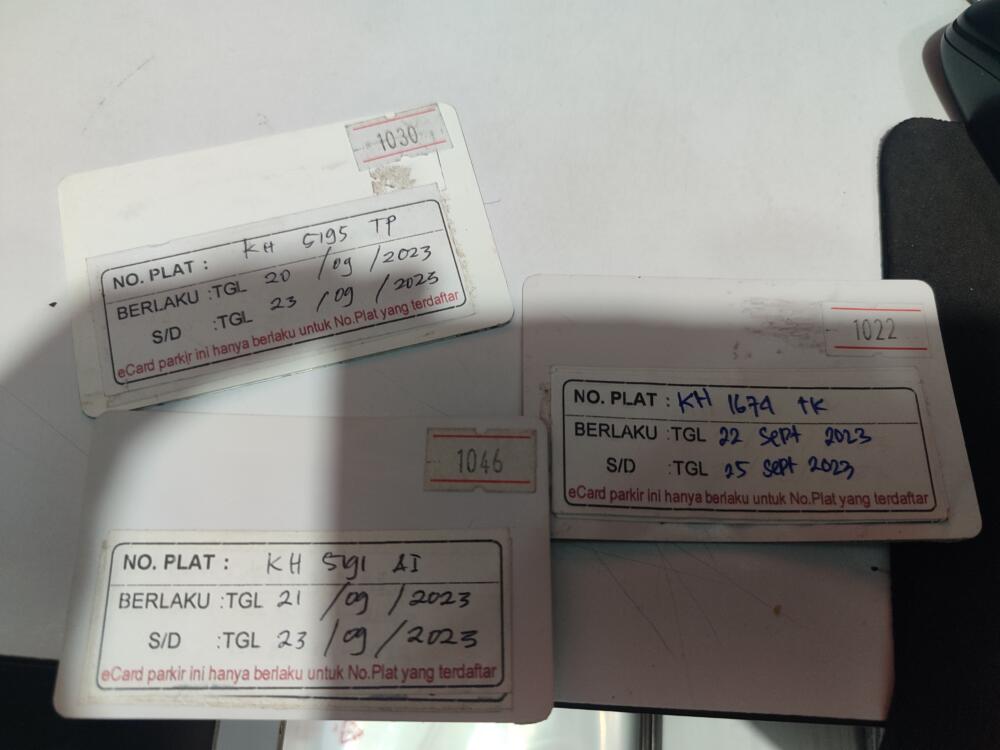 1030
NO. PLAT : KH 5195 TP
BERLAKU :TGL 20 / 09 / 2023
S/D :TGL 23 / 09 / 2023
eCard parkir ini hanya berlaku untuk No.Plat yang terdaftar
1022
NO. PLAT : KH 1674 TK
BERLAKU :TGL 22 Sept 2023
S/D :TGL 25 Sept 2023
eCard parkir ini hanya berlaku untuk No.Plat yang terdaftar
1046
NO. PLAT : KH 5191 AI
BERLAKU :TGL 21 / 09 / 2023
S/D :TGL 23 / 09 / 2023
eCard parkir ini hanya berlaku untuk No.Plat yang terdaftar